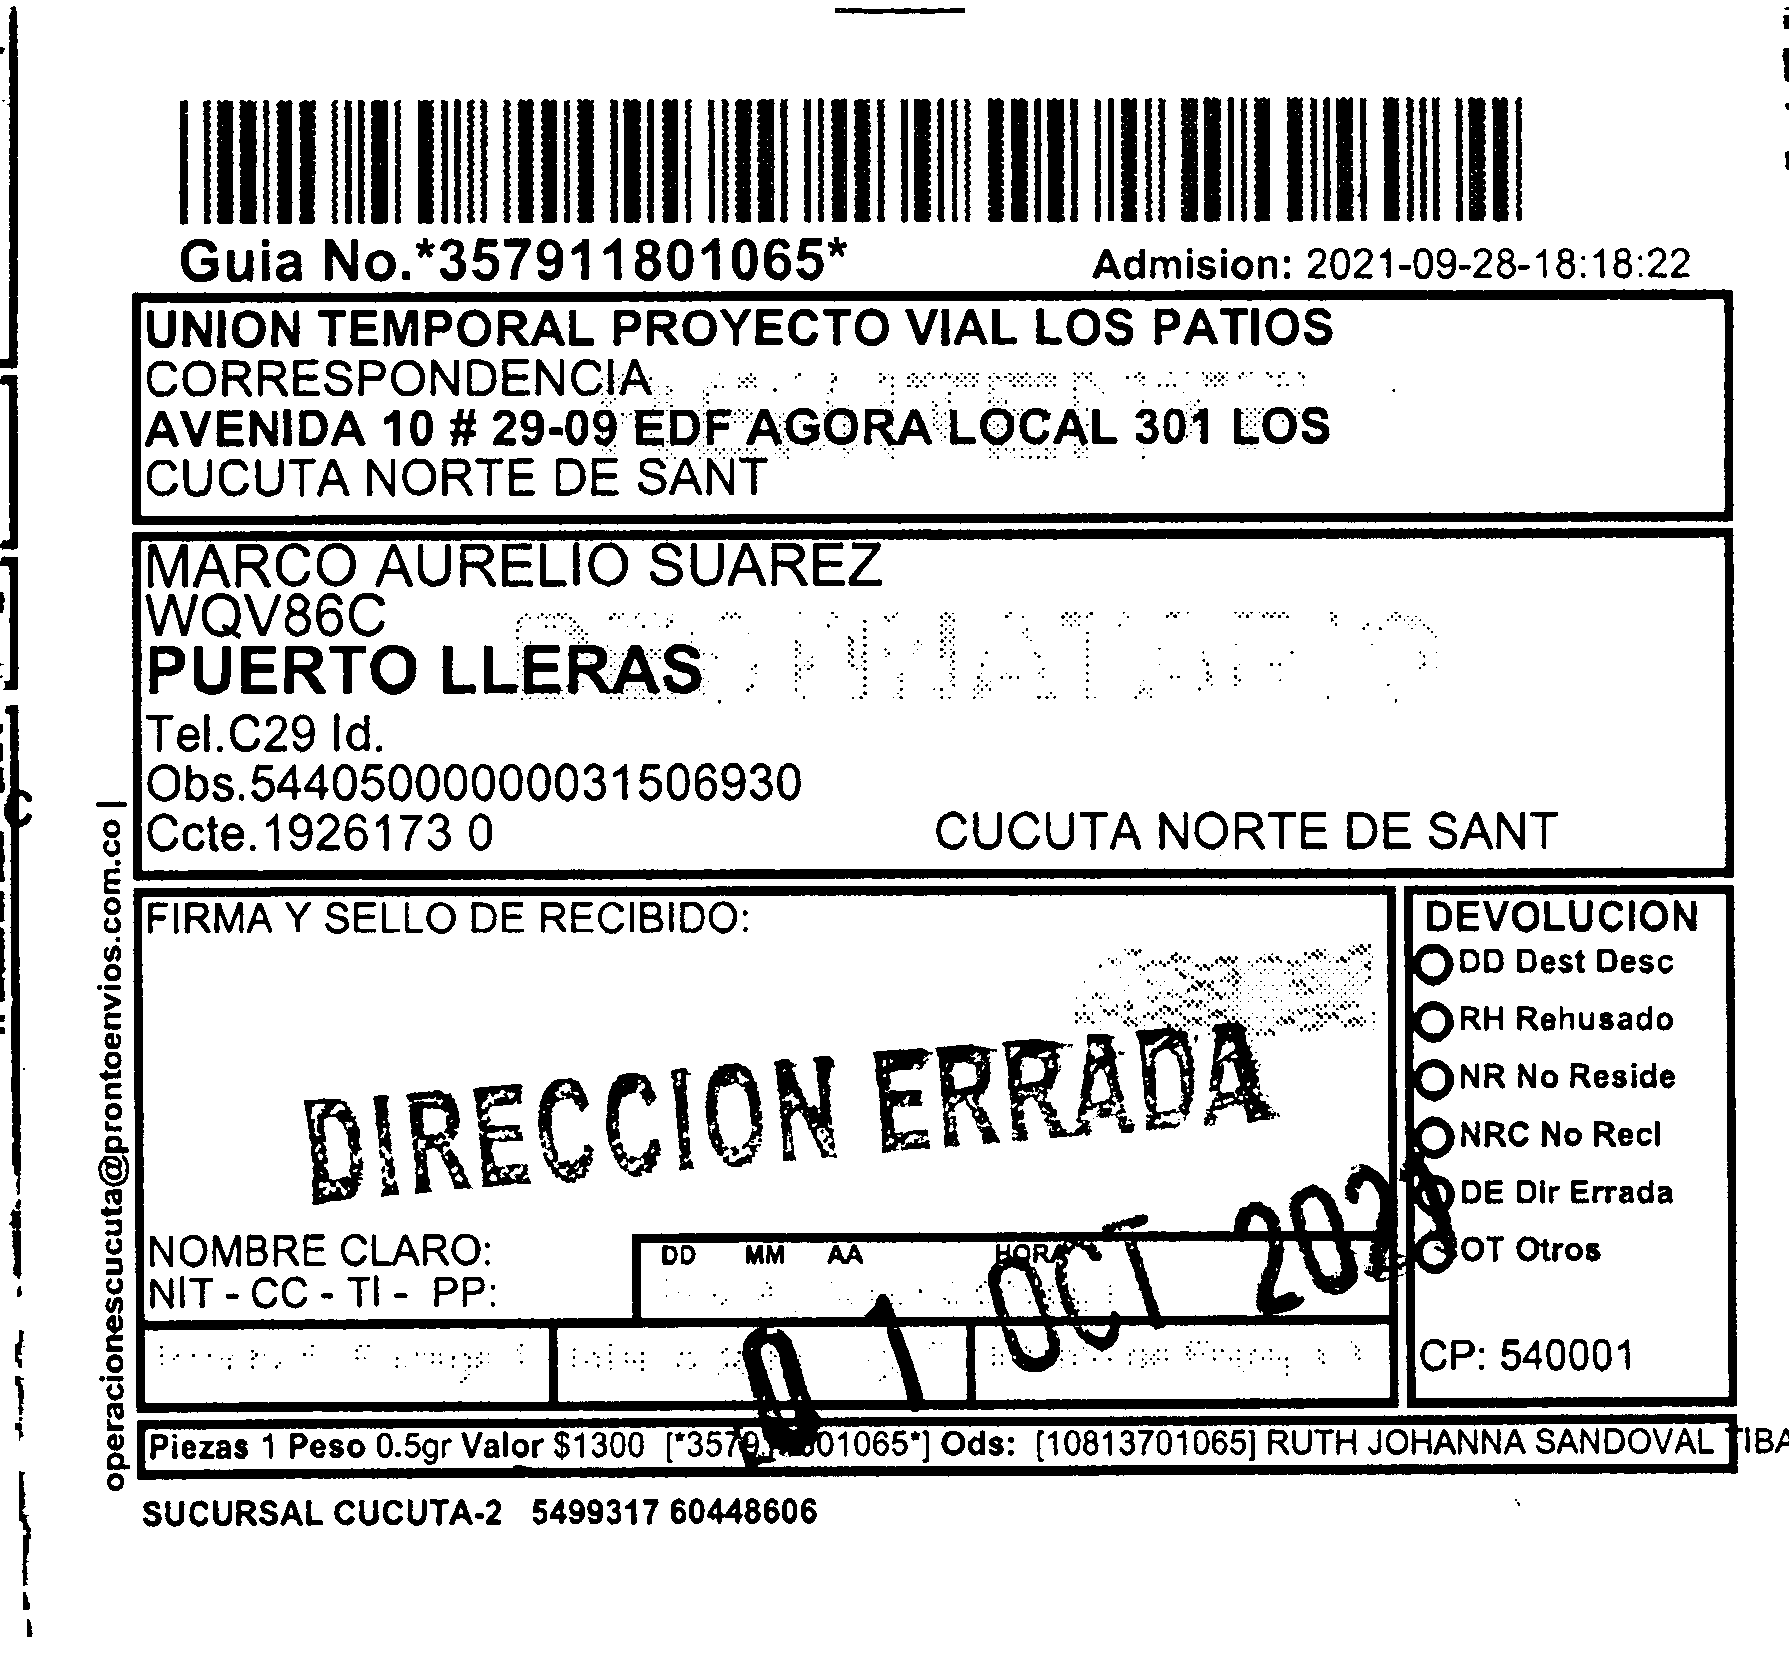 Guia No.*357911801065*
Admision: 2021-09-28-18:18:22
UNION TEMPORAL PROYECTO VIAL LOS PATIOS
CORRESPONDENCIA
AVENIDA 10 # 29-09 EDF AGORA LOCAL 301 LOS
CUCUTA NORTE DE SANT
MARCO AURELIO SUAREZ
WQV86C
DESTINATARIO
PUERTO LLERAS
Tel.C29 Id.
Obs.544050000000031506930
Ccte.1926173 0
CUCUTA NORTE DE SANT
operacionescucuta@prontoenvios.com.co |
FIRMA Y SELLO DE RECIBIDO:
DIRECCION ERRADA
NOMBRE CLARO:
NIT - CC - TI - PP:
DD MM AA HORA
01 OCT 2021
DEVOLUCION
DD Dest Desc
RH Rehusado
NR No Reside
NRC No Recl
DE Dir Errada
OT Otros
CP: 540001
Piezas 1 Peso 0.5gr Valor $1300 Ods: [10813701065] RUTH JOHANNA SANDOVAL TIBA
SUCURSAL CUCUTA-2 5499317 60448606